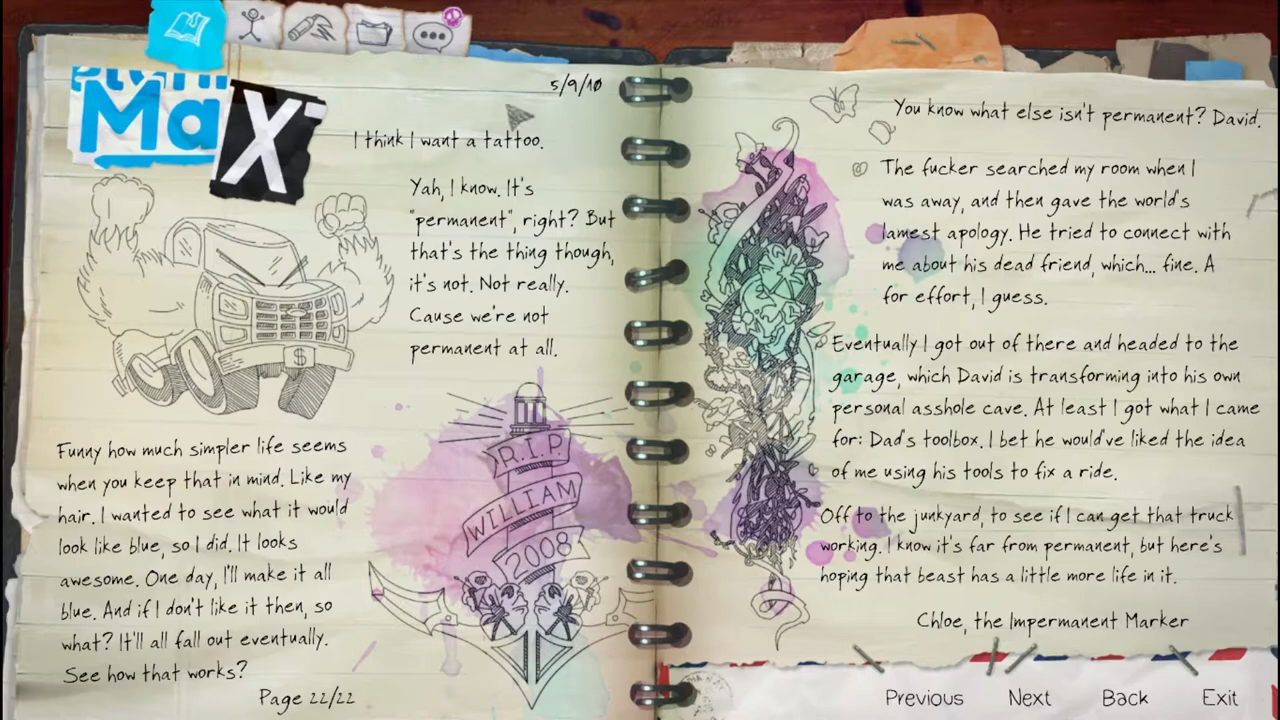 Max
5/9/10
I think I want a tattoo.
Yah, I know. It's
"permanent", right? But
that's the thing though,
it's not. Not really.
Cause we're not
permanent at all.
$
R.I.P.
WILLIAM
2008
Funny how much simpler life seems
when you keep that in mind. Like my
hair. I wanted to see what it would
look like blue, so I did. It looks
awesome. One day, I'll make it all
blue. And if I don't like it then, so
what? It'll all fall out eventually.
See how that works?
Page 22/22
You know what else isn't permanent? David.
The fucker searched my room when I
was away, and then gave the world's
lamest apology. He tried to connect with
me about his dead friend, which... fine. A
for effort, I guess.
Eventually I got out of there and headed to the
garage, which David is transforming into his own
personal asshole cave. At least I got what I came
for: Dad's toolbox. I bet he would've liked the idea
of me using his tools to fix a ride.
Off to the junkyard, to see if I can get that truck
working. I know it's far from permanent, but here's
hoping that beast has a little more life in it.
Chloe, the Impermanent Marker
Previous Next Back Exit